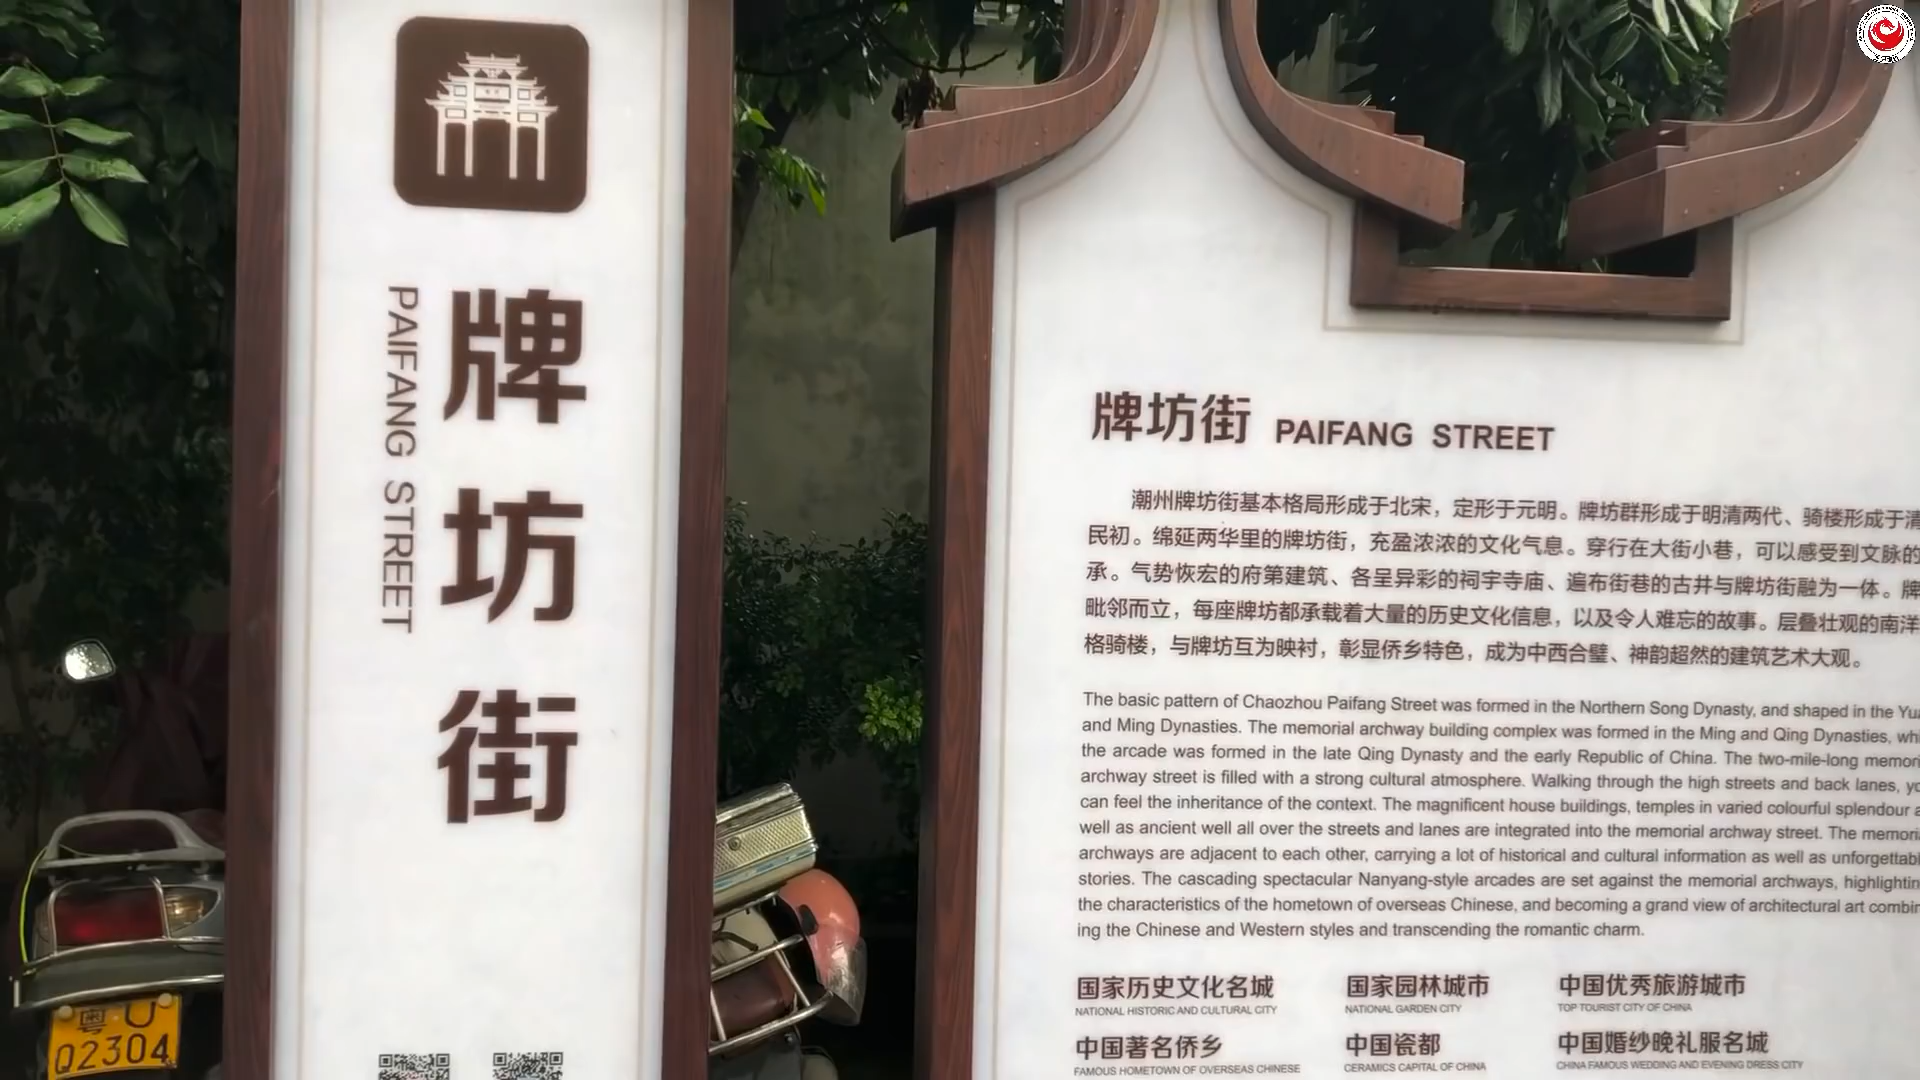 牌坊街
PAIFANG STREET
牌坊街 PAIFANG STREET
潮州牌坊街基本格局形成于北宋，定形于元明。牌坊群形成于明清两代、骑楼形成于清
民初。绵延两华里的牌坊街，充盈浓浓的文化气息。穿行在大街小巷，可以感受到文脉的
承。气势恢宏的府第建筑、各呈异彩的祠宇寺庙、遍布街巷的古井与牌坊街融为一体。牌
毗邻而立，每座牌坊都承载着大量的历史文化信息，以及令人难忘的故事。层叠壮观的南洋
格骑楼，与牌坊互为映衬，彰显侨乡特色，成为中西合璧、神韵超然的建筑艺术大观。
The basic pattern of Chaozhou Paifang Street was formed in the Northern Song Dynasty, and shaped in the
and Ming Dynasties. The memorial archway building complex was formed in the Ming and Qing Dynasties,
the arcade was formed in the late Qing Dynasty and the early Republic of China. The two-mile-long
archway street is filled with a strong cultural atmosphere. Walking through the high streets and back lanes,
can feel the inheritance of the context. The magnificent house buildings, temples in varied colourful splendour
well as ancient well all over the streets and lanes are integrated into the memorial archway street. The
archways are adjacent to each other, carrying a lot of historical and cultural information as well as
stories. The cascading spectacular Nanyang-style arcades are set against the memorial archways,
the characteristics of the hometown of overseas Chinese, and becoming a grand view of architectural art
ing the Chinese and Western styles and transcending the romantic charm.
国家历史文化名城 国家园林城市 中国优秀旅游城市
NATIONAL HISTORIC AND CULTURAL CITY NATIONAL GARDEN CITY TOP TOURIST CITY OF CHINA
中国著名侨乡 中国瓷都 中国婚纱晚礼服名城
FAMOUS HOMETOWN OF OVERSEAS CHINESE CERAMICS CAPITAL OF CHINA CHINA FAMOUS WEDDING AND EVENING DRESS CITY
粤 U
Q2304